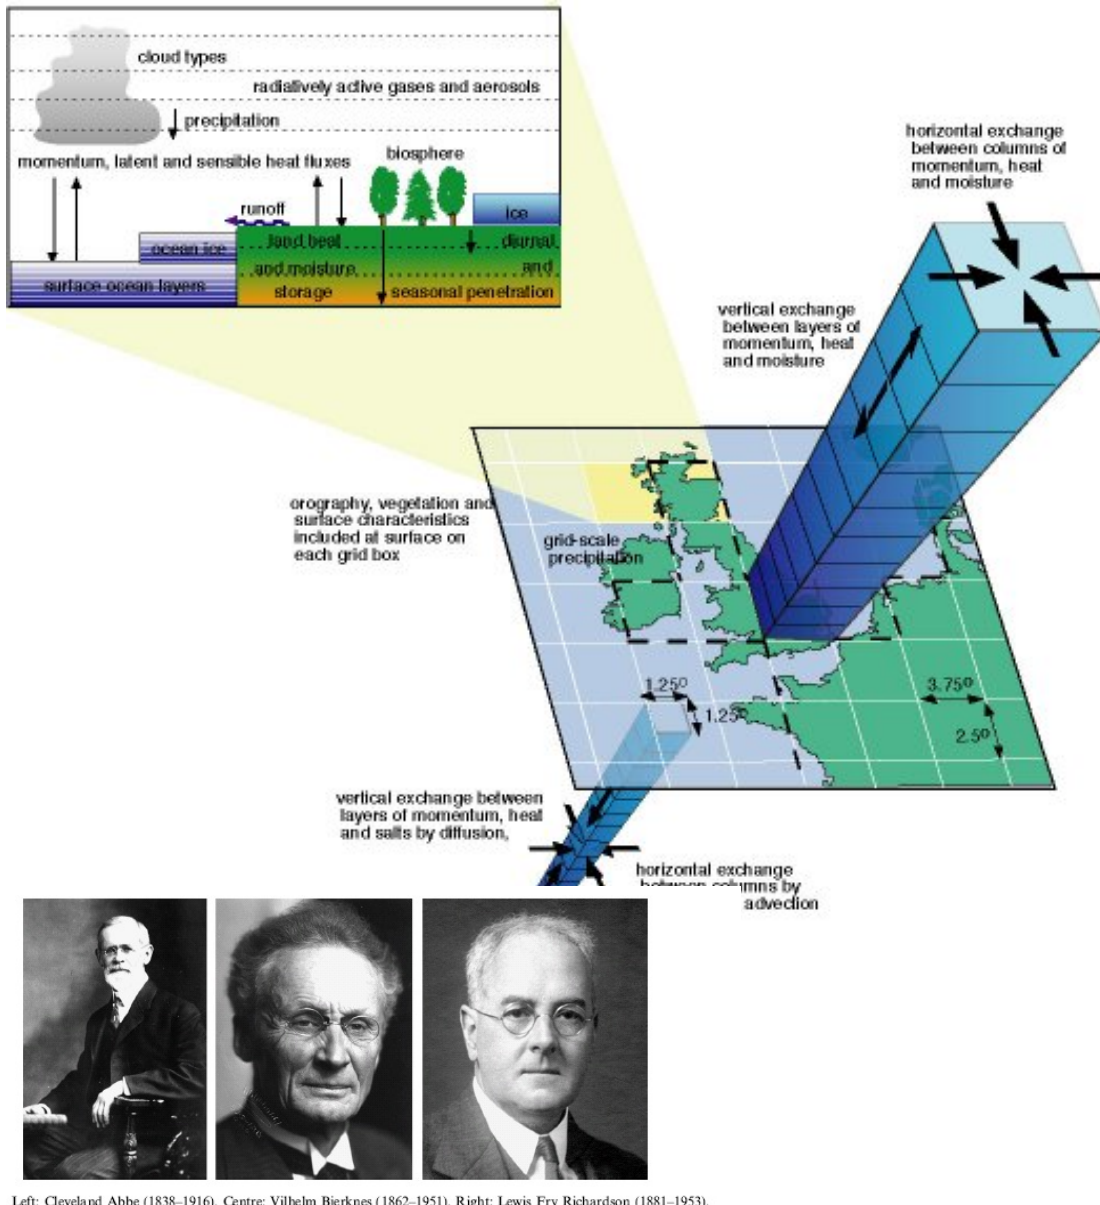 cloud types
radiatively active gases and aerosols
precipitation
momentum, latent and sensible heat fluxes
biosphere
runoff
ice
ocean ice
land heat
diurnal
and moisture
and
surface ocean layers
storage
seasonal penetration
horizontal exchange
between columns of
momentum, heat
and moisture
vertical exchange
between layers of
momentum, heat
and moisture
orography, vegetation and
surface characteristics
included at surface on
each grid box
grid-scale
precipitation
1.25º
1.25º
3.75º
2.5º
vertical exchange between
layers of momentum, heat
and salts by diffusion,
horizontal exchange
between columns by
advection
Left: Cleveland Abbe (1838–1916). Centre: Vilhelm Bjerknes (1862–1951). Right: Lewis Fry Richardson (1881–1953).